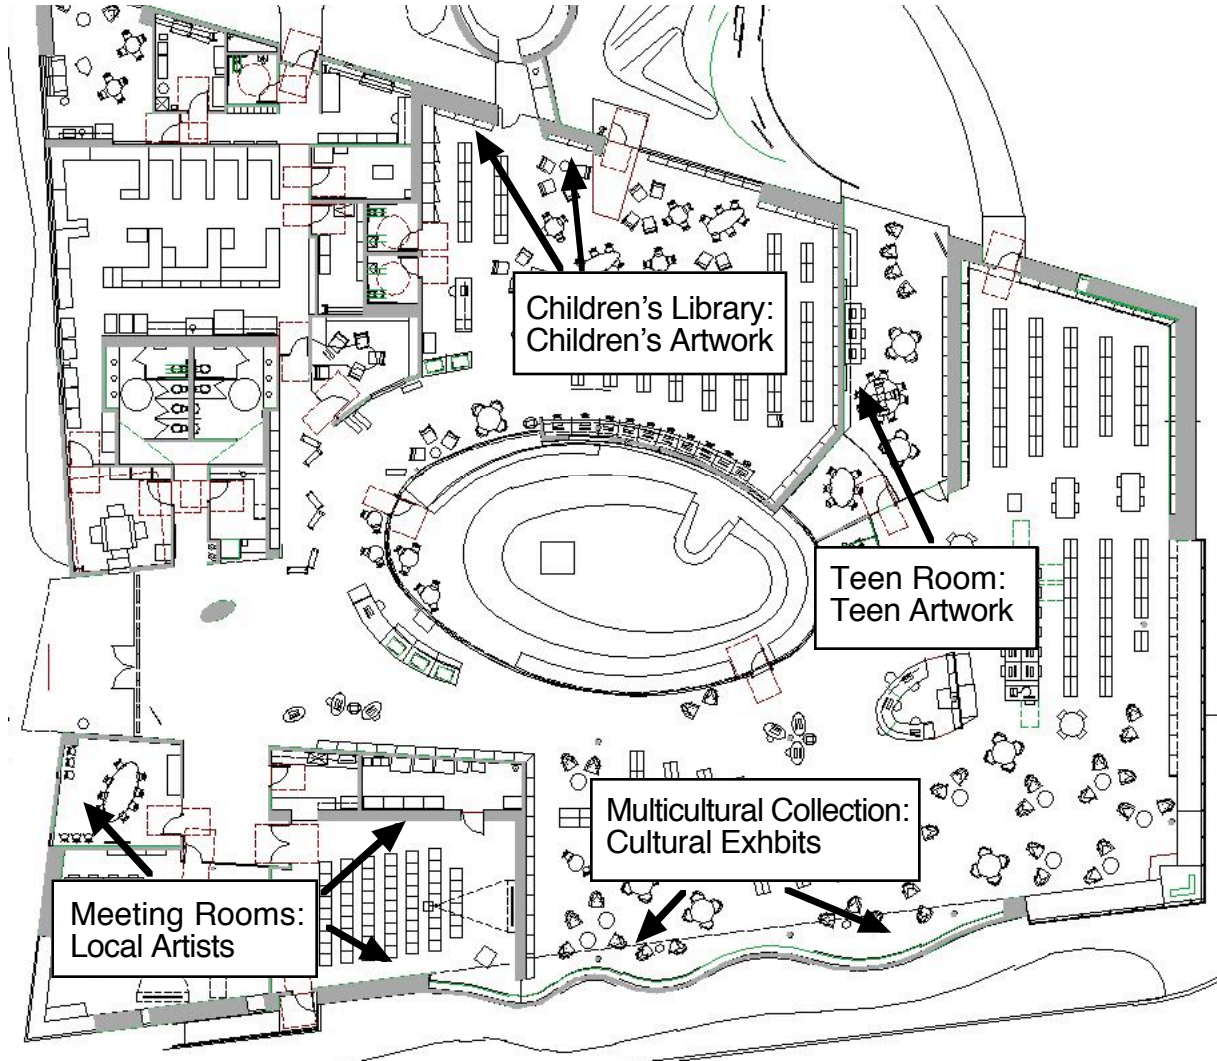 Children’s Library:
Children’s Artwork
Teen Room:
Teen Artwork
Multicultural Collection:
Cultural Exhbits
Meeting Rooms:
Local Artists